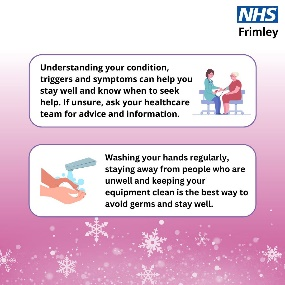 NHS
Frimley
Understanding your condition,
triggers and symptoms can help you
stay well and know when to seek
help. If unsure, ask your healthcare
team for advice and information.
Washing your hands regularly,
staying away from people who are
unwell and keeping your
equipment clean is the best way to
avoid germs and stay well.